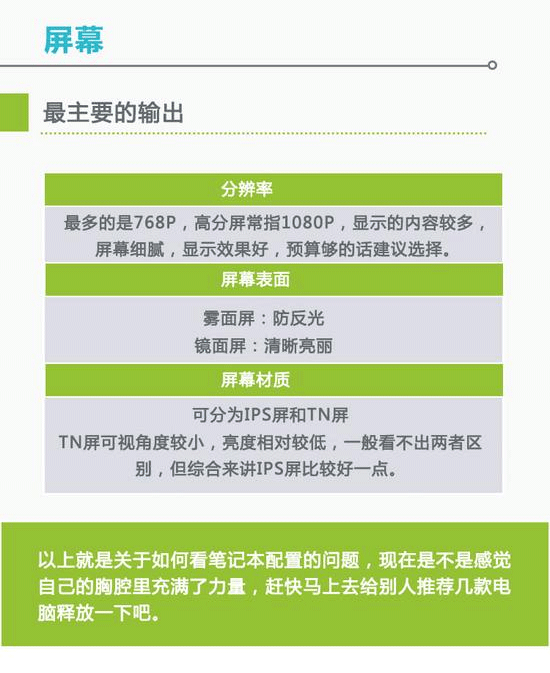 屏幕
最主要的输出
分辨率
最多的是768P，高分屏常指1080P，显示的内容较多，
屏幕细腻，显示效果好，预算够的话建议选择。
屏幕表面
雾面屏：防反光
镜面屏：清晰亮丽
屏幕材质
可分为IPS屏和TN屏
TN屏可视角度较小，亮度相对较低，一般看不出两者区
别，但综合来讲IPS屏比较好一点。
以上就是关于如何看笔记本配置的问题，现在是不是感觉
自己的胸腔里充满了力量，赶快马上去给别人推荐几款电
脑释放一下吧。